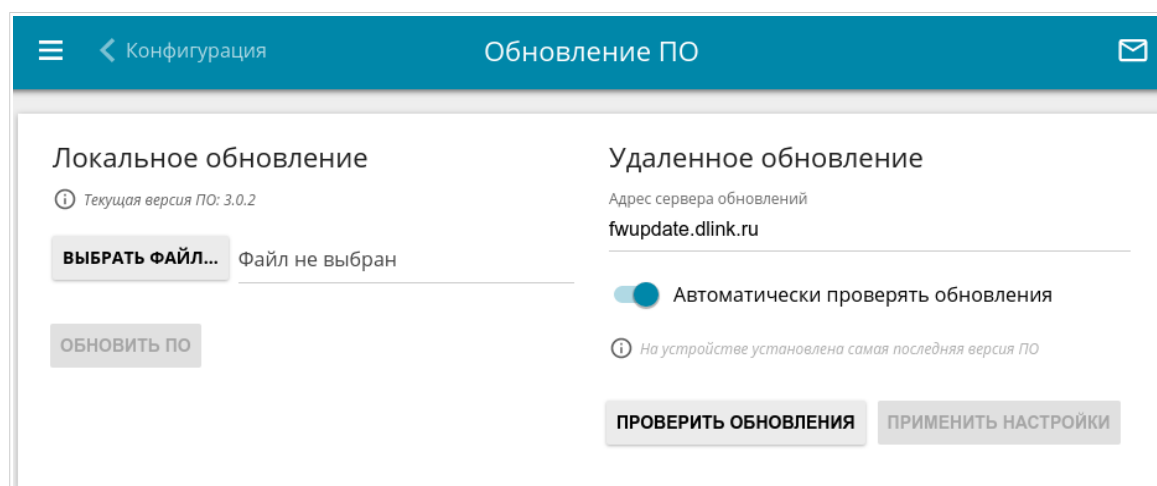 Конфигурация
Обновление ПО
Локальное обновление
Текущая версия ПО: 3.0.2
ВЫБРАТЬ ФАЙЛ... Файл не выбран
ОБНОВИТЬ ПО
Удаленное обновление
Адрес сервера обновлений
fwupdate.dlink.ru
Автоматически проверять обновления
На устройстве установлена самая последняя версия ПО
ПРОВЕРИТЬ ОБНОВЛЕНИЯ ПРИМЕНИТЬ НАСТРОЙКИ